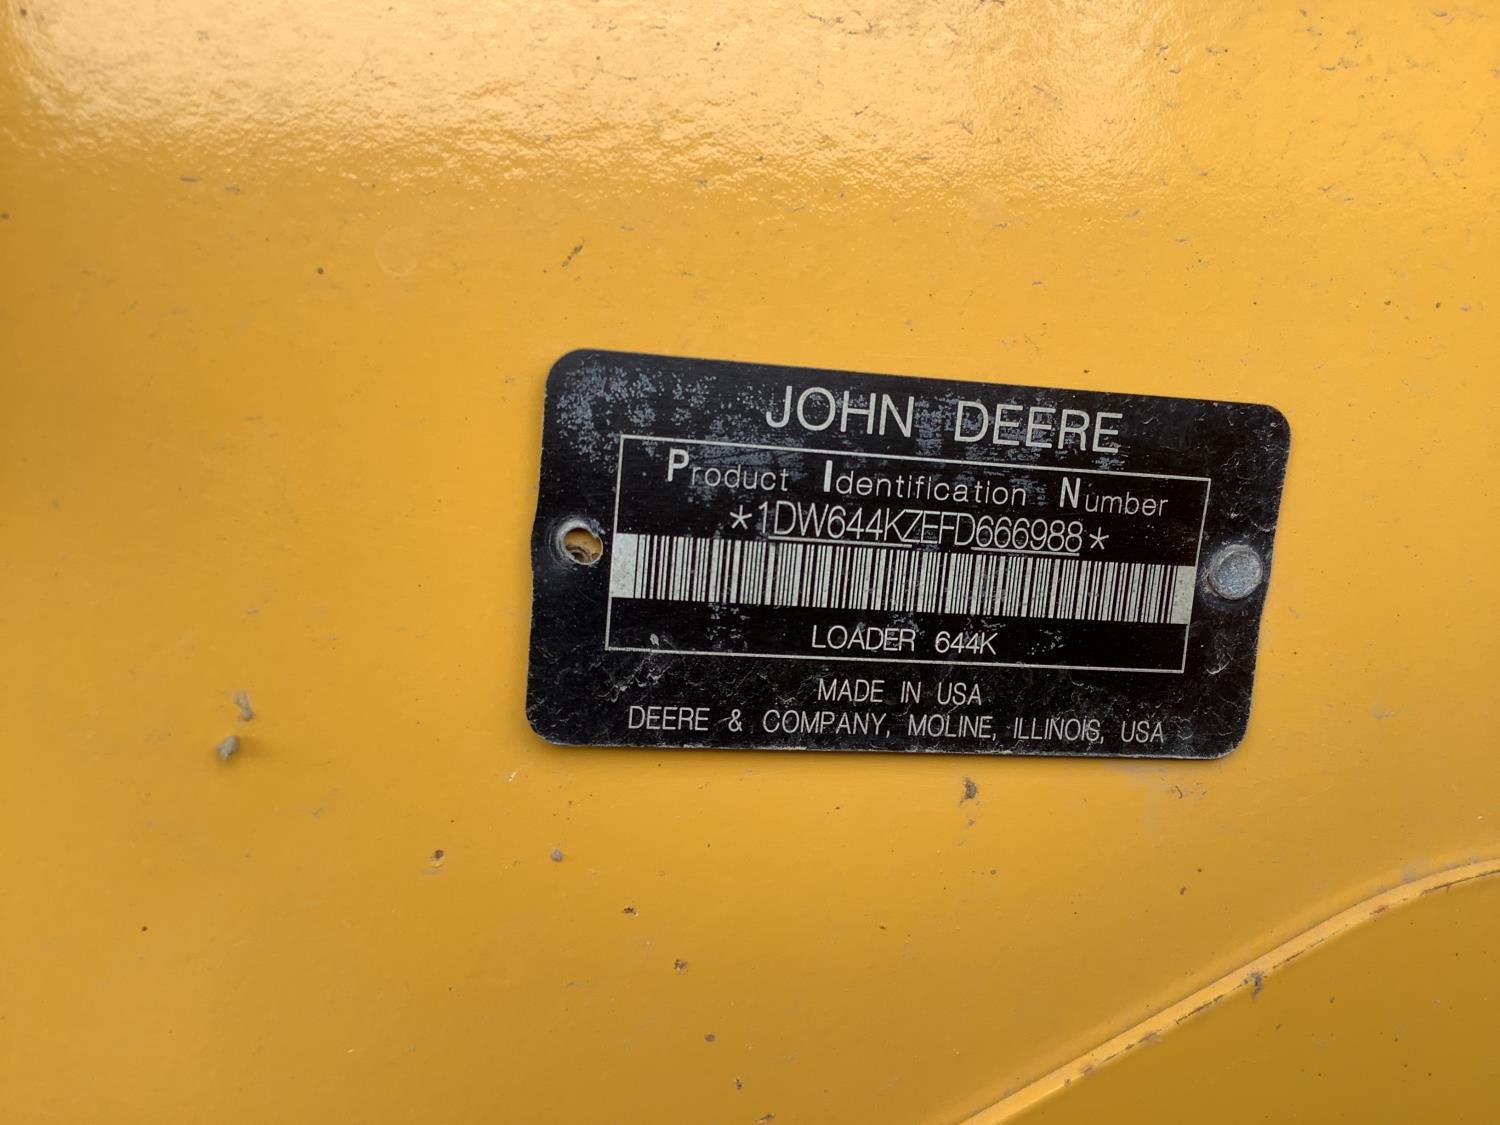 JOHN DEERE
Product Identification Number
*1DW644KZEFD666988*
LOADER 644K
MADE IN USA
DEERE & COMPANY, MOLINE, ILLINOIS, USA